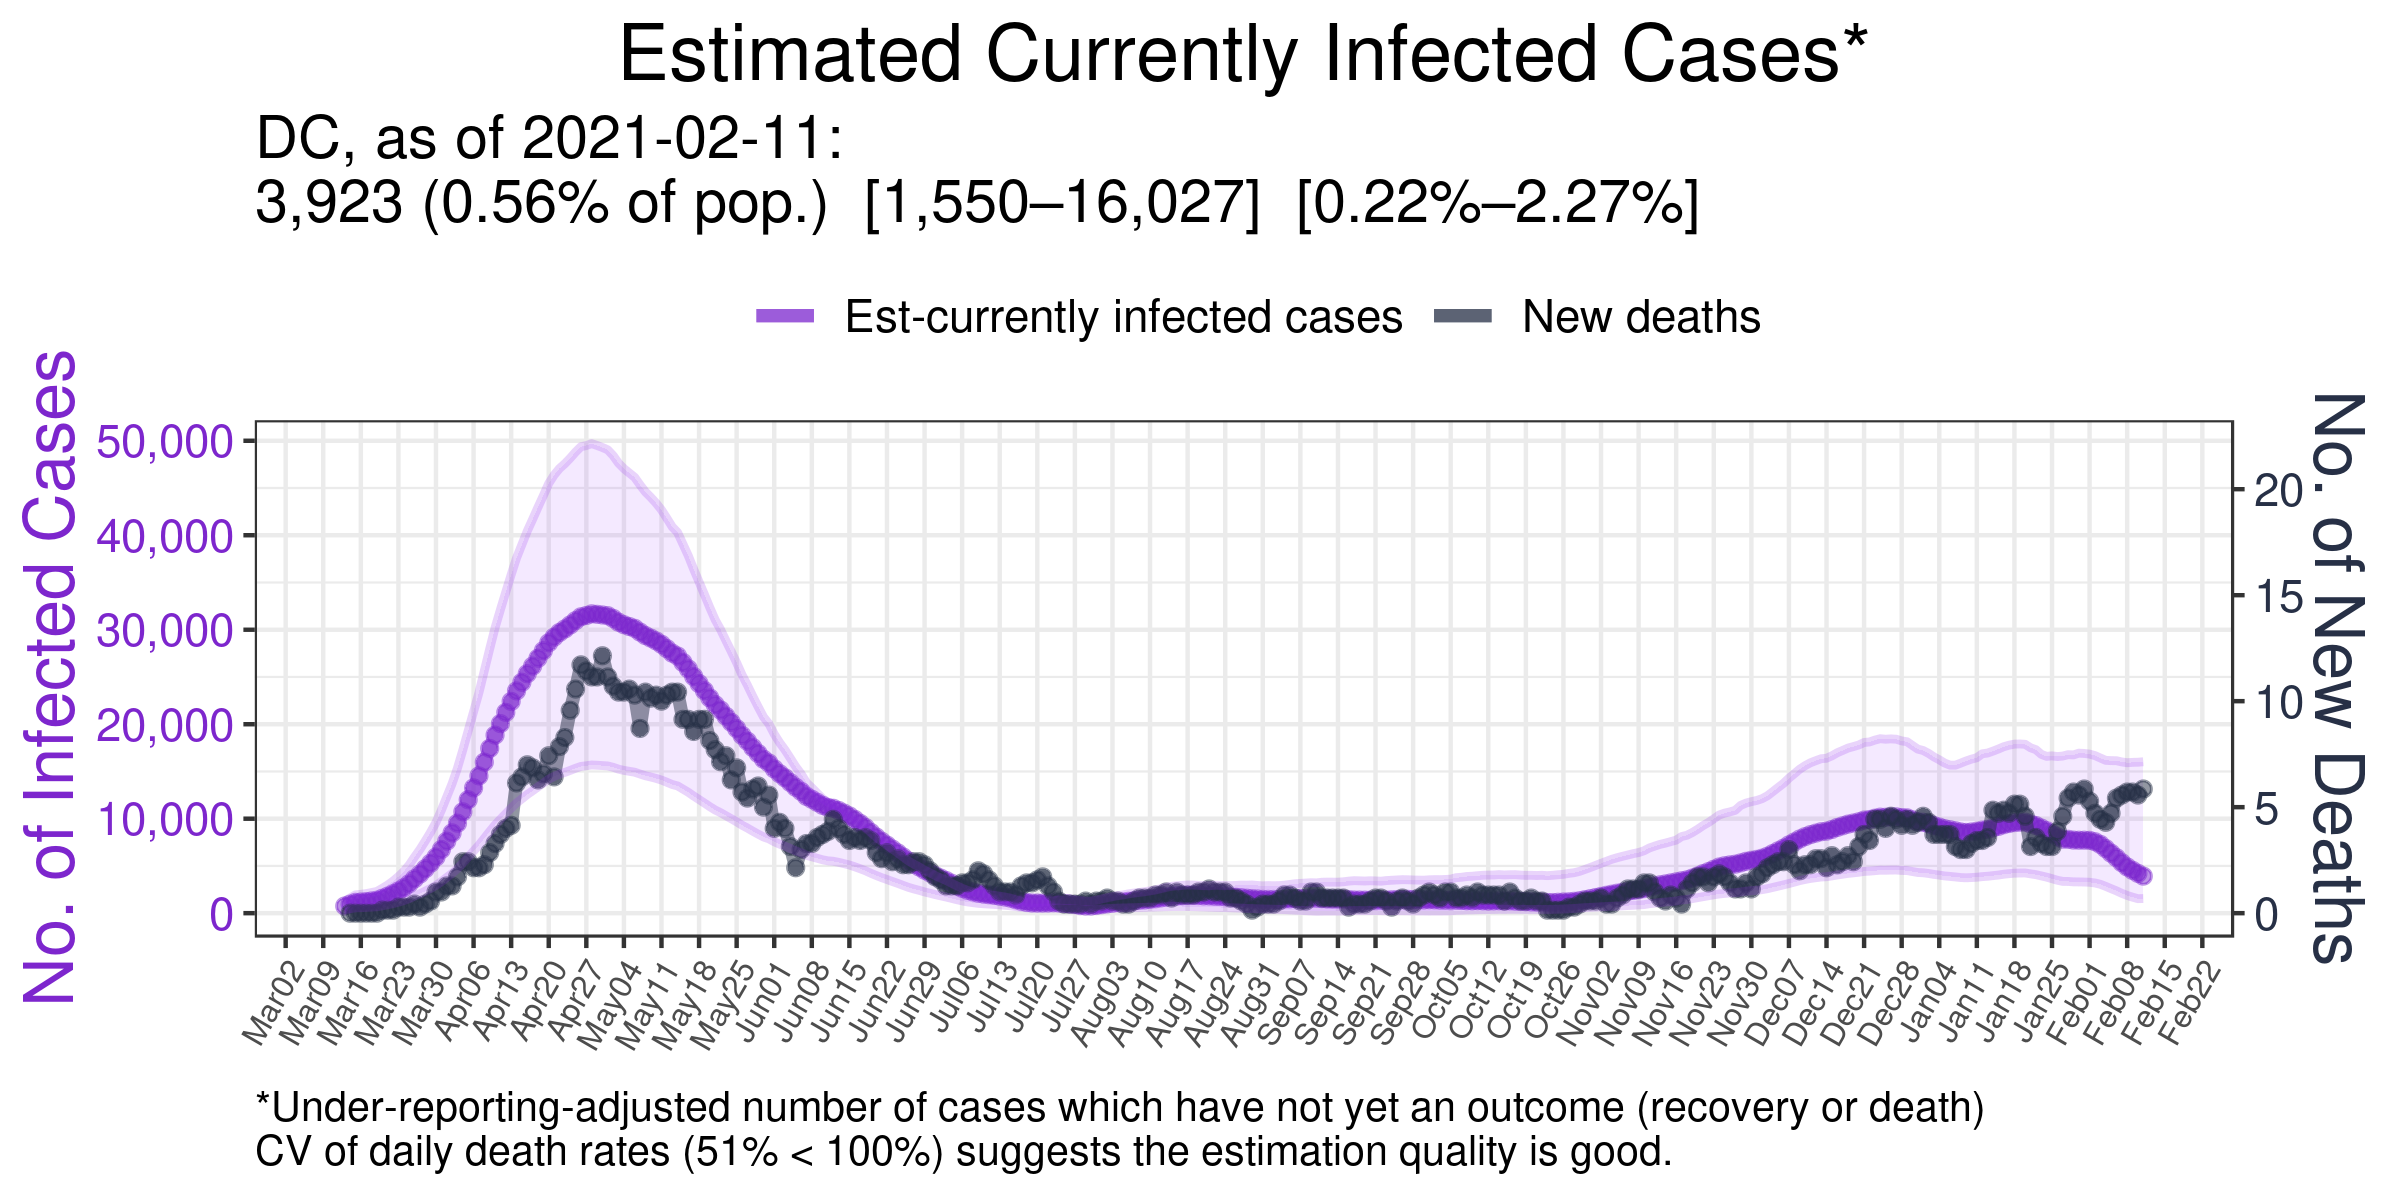 Estimated Currently Infected Cases*
DC, as of 2021-02-11:
3,923 (0.56% of pop.) [1,550–16,027] [0.22%–2.27%]
Est-currently infected cases New deaths
No. of Infected Cases
50,000
40,000
30,000
20,000
10,000
0
20
15
10
5
0
No. of New Deaths
Mar02 Mar09 Mar16 Mar23 Mar30 Apr06 Apr13 Apr20 Apr27 May04 May11 May18 May25 Jun01 Jun08 Jun15 Jun22 Jun29 Jul06 Jul13 Jul20 Jul27 Aug03 Aug10 Aug17 Aug24 Aug31 Sep07 Sep14 Sep21 Sep28 Oct05 Oct12 Oct19 Oct26 Nov02 Nov09 Nov16 Nov23 Nov30 Dec07 Dec14 Dec21 Dec28 Jan04 Jan11 Jan18 Jan25 Feb01 Feb08 Feb15 Feb22
*Under-reporting-adjusted number of cases which have not yet an outcome (recovery or death)
CV of daily death rates (51% < 100%) suggests the estimation quality is good.